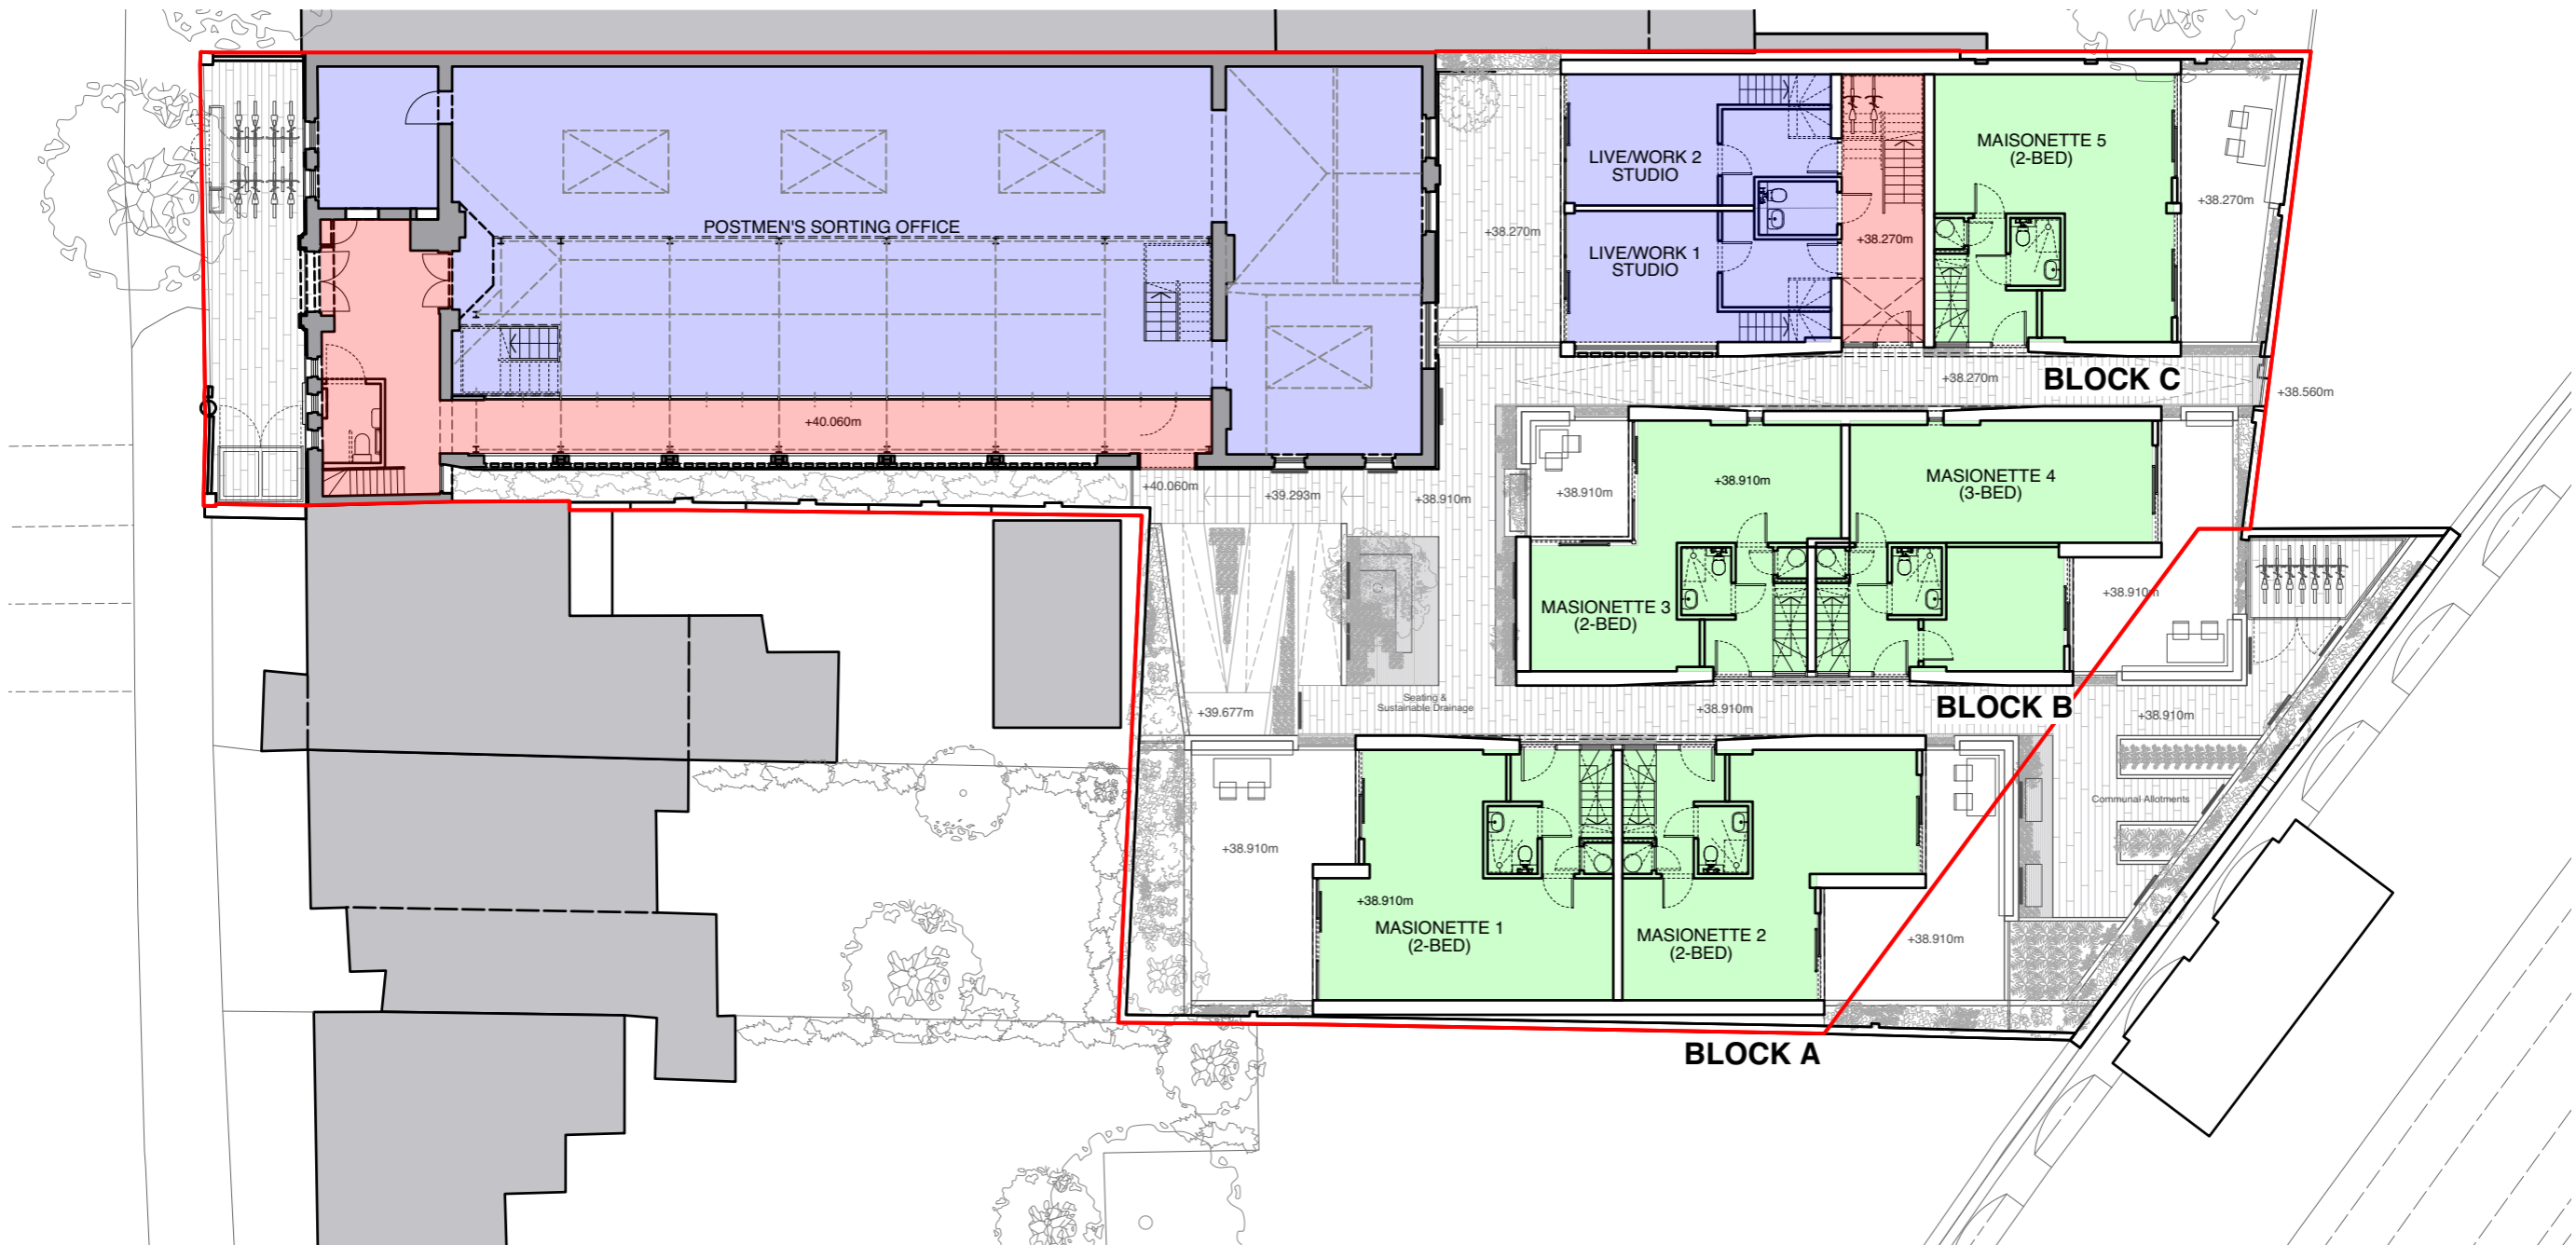 POSTMEN'S SORTING OFFICE
+40.060m
LIVE/WORK 2
STUDIO
LIVE/WORK 1
STUDIO
+38.270m
+38.270m
MAISONETTE 5
(2-BED)
+38.270m
+38.270m
BLOCK C
+38.560m
+40.060m
+39.293m
+38.910m
+38.910m
+38.910m
MASIONETTE 4
(3-BED)
MASIONETTE 3
(2-BED)
+38.910m
Seating &
Sustainable Drainage
+39.677m
+38.910m
BLOCK B
+38.910m
Communal Allotments
+38.910m
+38.910m
MASIONETTE 1
(2-BED)
MASIONETTE 2
(2-BED)
+38.910m
BLOCK A